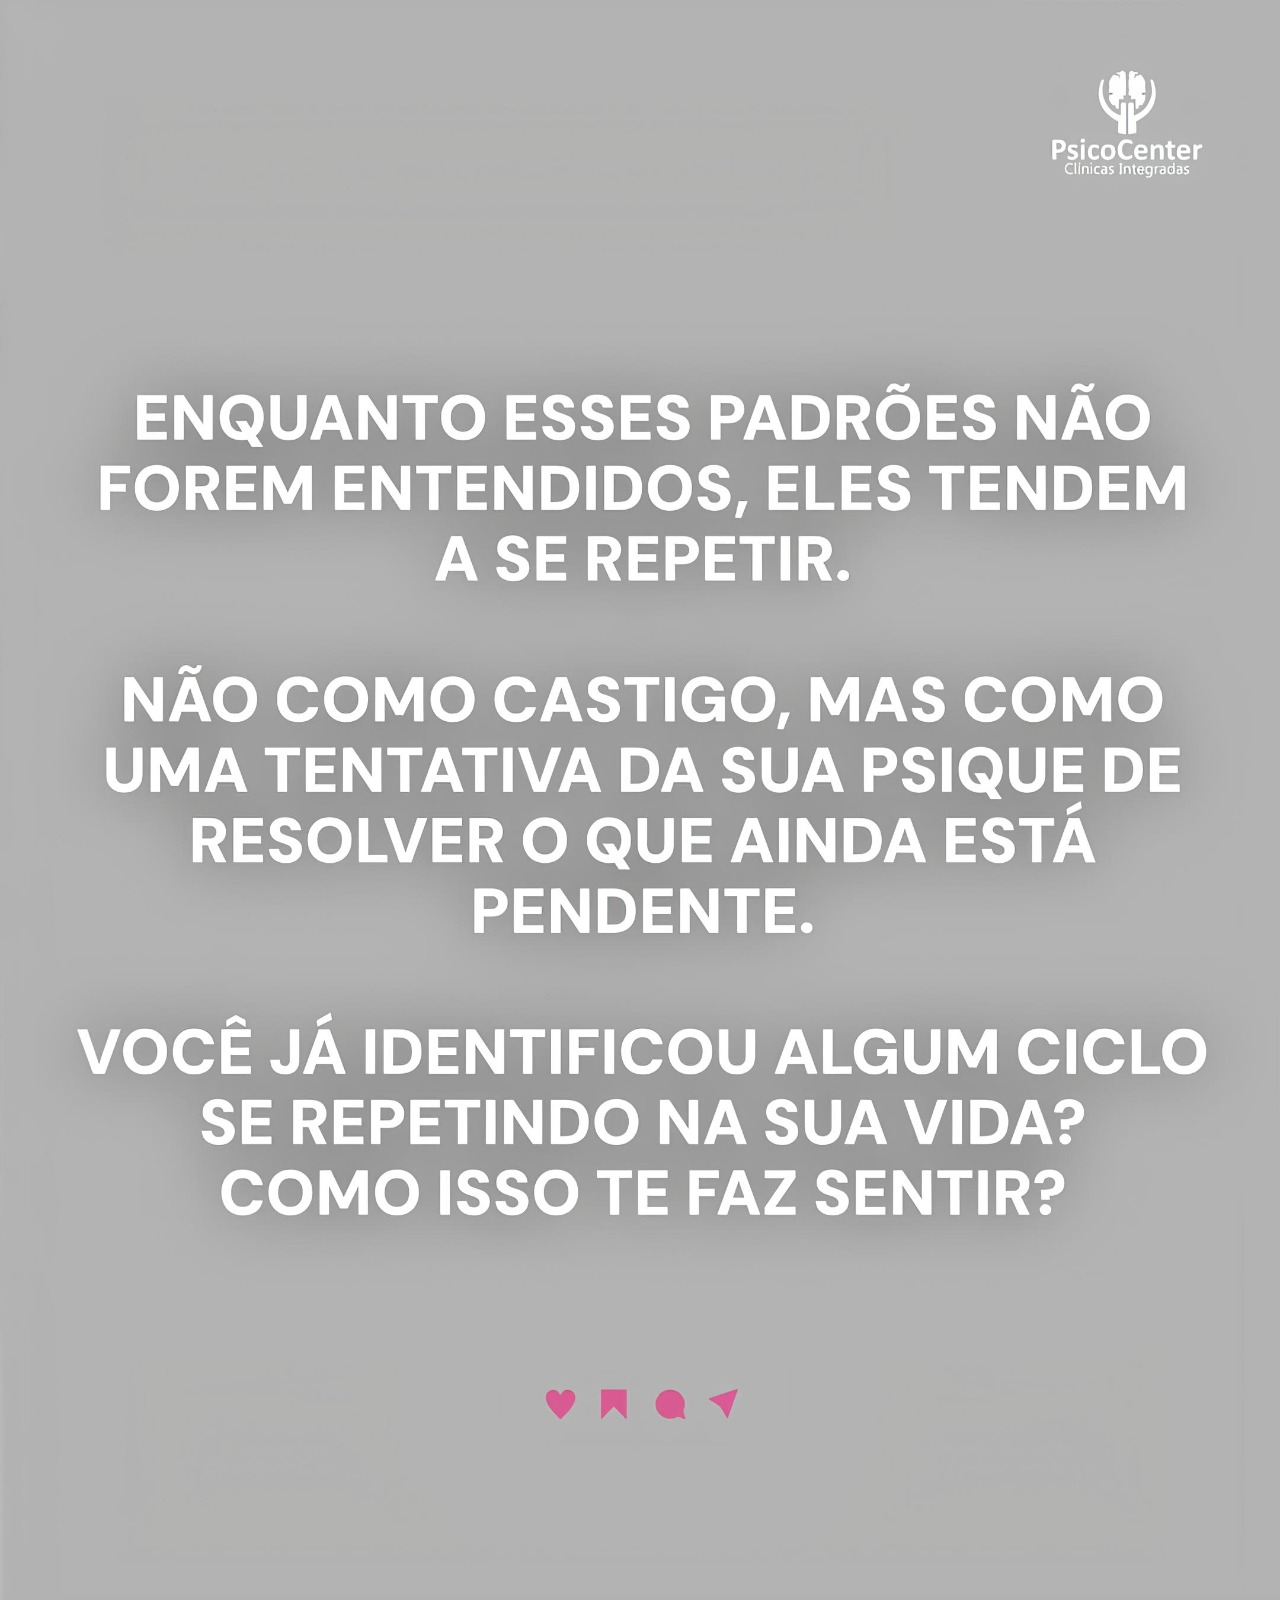 PsicoCenter
Clínicas Integradas
ENQUANTO ESSES PADRÕES NÃO
FOREM ENTENDIDOS, ELES TENDEM
A SE REPETIR.
NÃO COMO CASTIGO, MAS COMO
UMA TENTATIVA DA SUA PSIQUE DE
RESOLVER O QUE AINDA ESTÁ
PENDENTE.
VOCÊ JÁ IDENTIFICOU ALGUM CICLO
SE REPETINDO NA SUA VIDA?
COMO ISSO TE FAZ SENTIR?